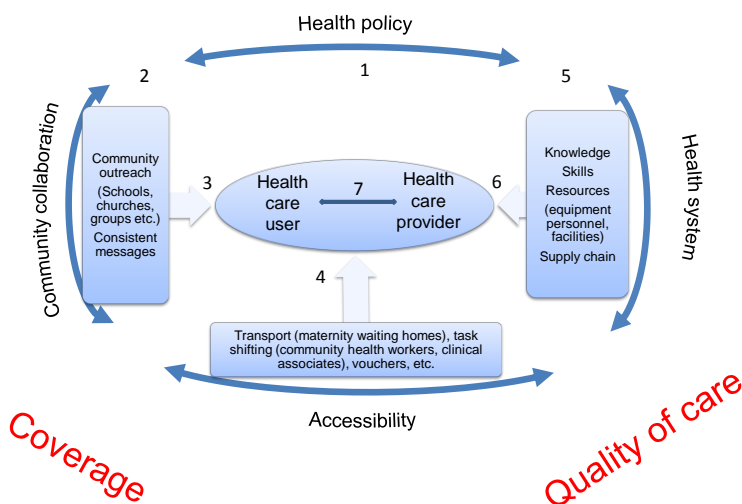 Health policy
2
1
5
Community collaboration
Community
outreach
(Schools,
churches,
groups etc.)
Consistent
messages
3
Health
care
user
7
Health
care
provider
6
Knowledge
Skills
Resources
(equipment
personnel,
facilities)
Supply chain
Health system
4
Transport (maternity waiting homes), task
shifting (community health workers, clinical
associates), vouchers, etc.
Accessibility
Coverage
Quality of care